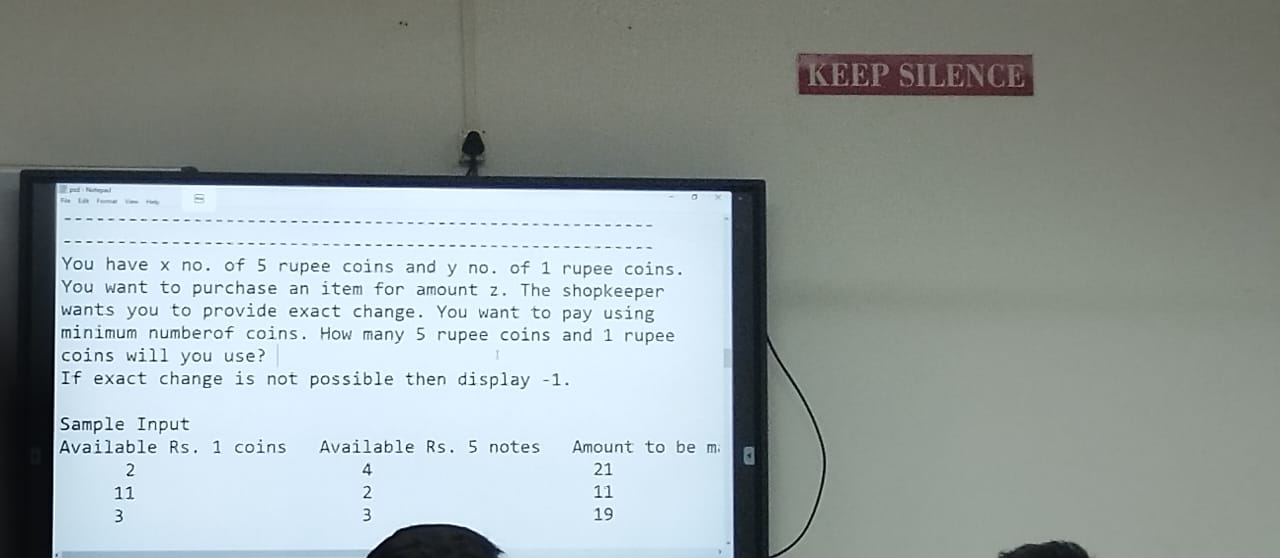 KEEP SILENCE
psd - Notepad
File Edit Format View Help
You have x no. of 5 rupee coins and y no. of 1 rupee coins.
You want to purchase an item for amount z. The shopkeeper
wants you to provide exact change. You want to pay using
minimum numberof coins. How many 5 rupee coins and 1 rupee
coins will you use?
If exact change is not possible then display -1.
Sample Input
Available Rs. 1 coins Available Rs. 5 notes Amount to be
2 4 21
11 2 11
3 3 19